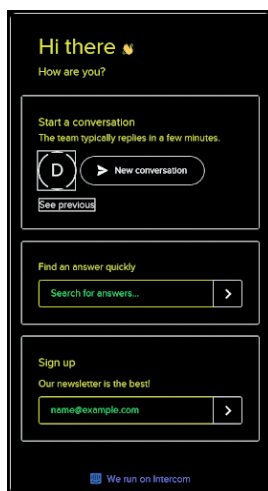 Hi there 👋
How are you?
Start a conversation
The team typically replies in a few minutes.
D
New conversation
See previous
Find an answer quickly
Search for answers...
Sign up
Our newsletter is the best!
name@example.com
We run on Intercom